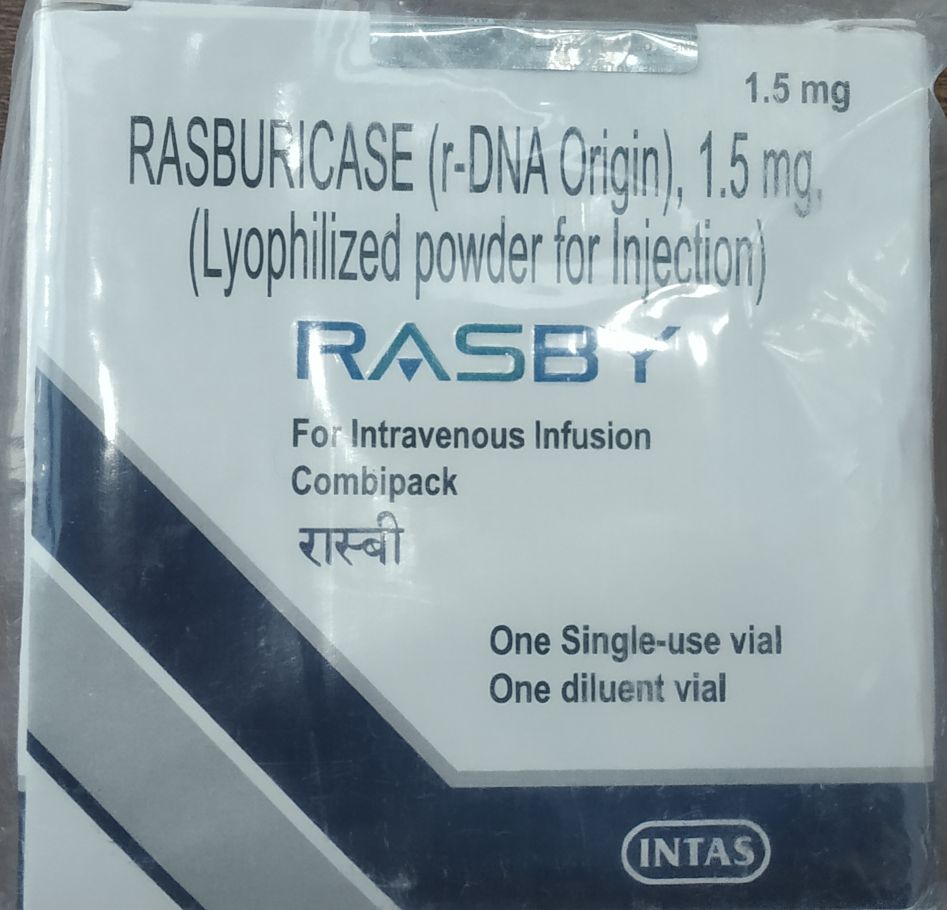 1.5 mg
RASBURICASE (r-DNA Origin), 1.5 mg,
(Lyophilized powder for Injection)
RASBY
For Intravenous Infusion
Combipack
रास्बी
One Single-use vial
One diluent vial
INTAS